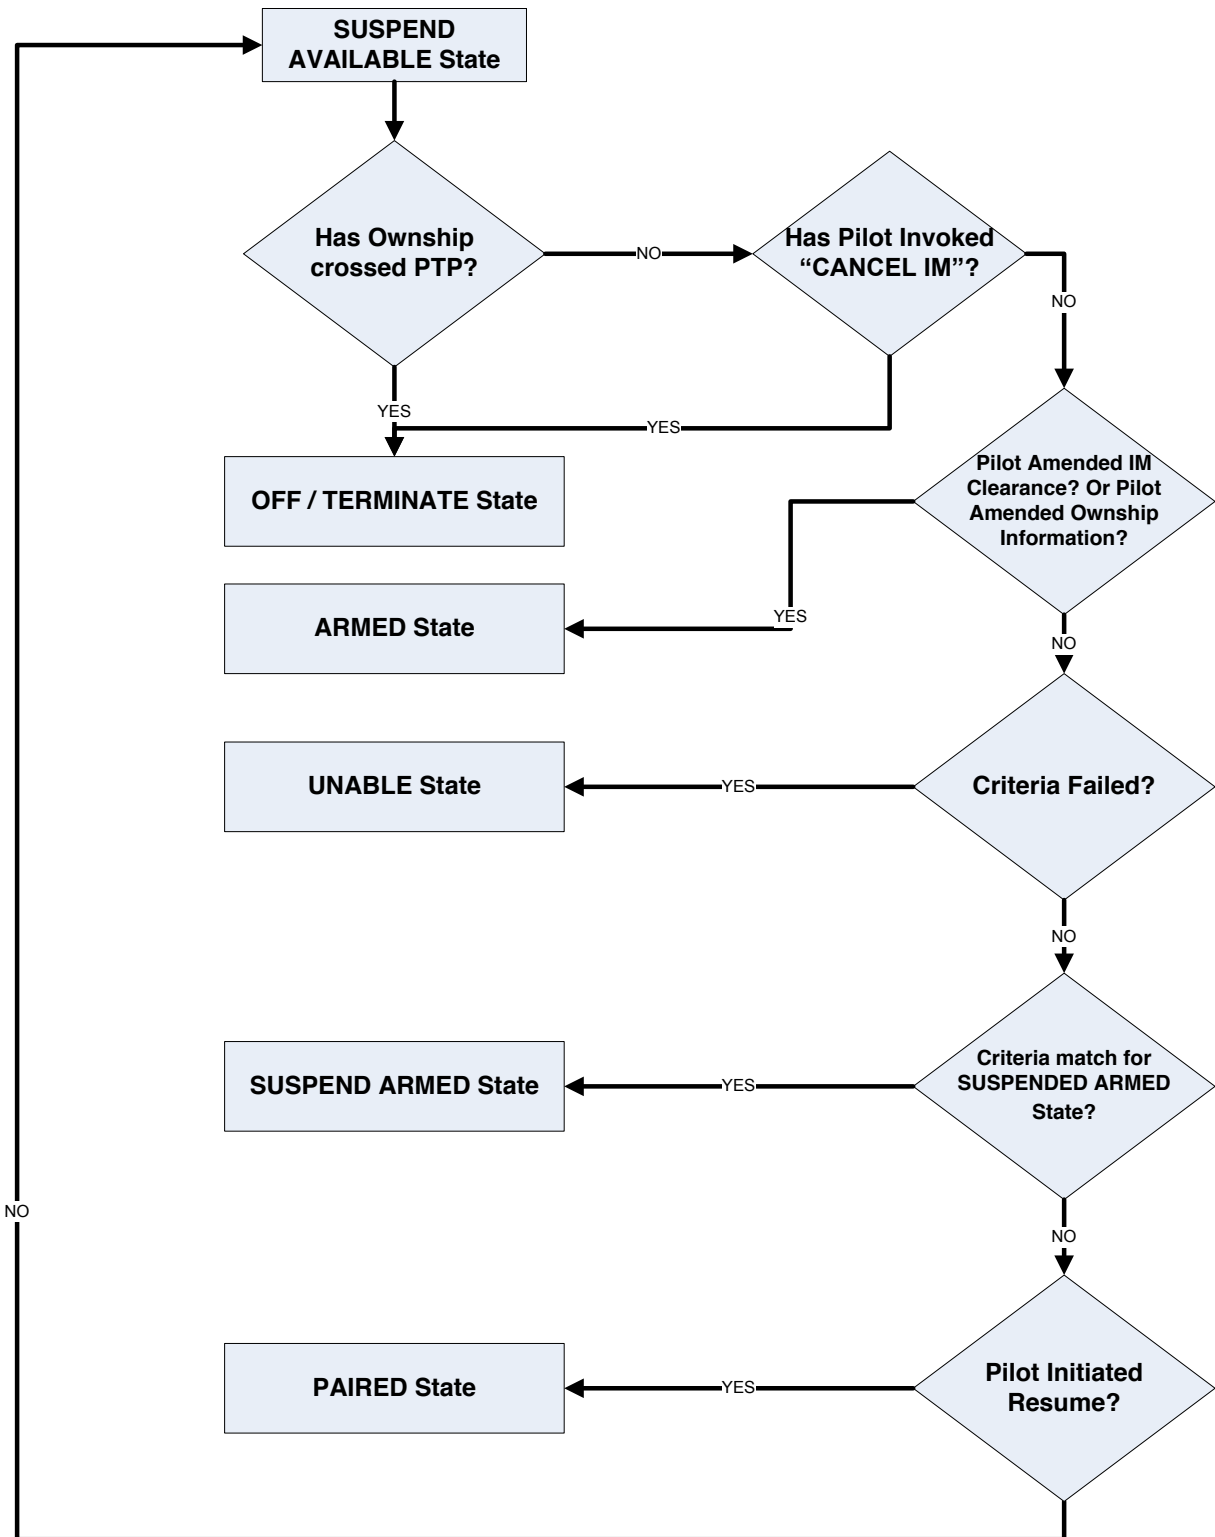 SUSPEND
AVAILABLE State
Has Ownship
crossed PTP?
NO
Has Pilot Invoked
“CANCEL IM”?
NO
YES
YES
OFF / TERMINATE State
Pilot Amended IM
Clearance? Or Pilot
Amended Ownship
Information?
ARMED State
YES
NO
UNABLE State
YES
Criteria Failed?
NO
SUSPEND ARMED State
YES
Criteria match for
SUSPENDED ARMED
State?
NO
NO
PAIRED State
YES
Pilot Initiated
Resume?